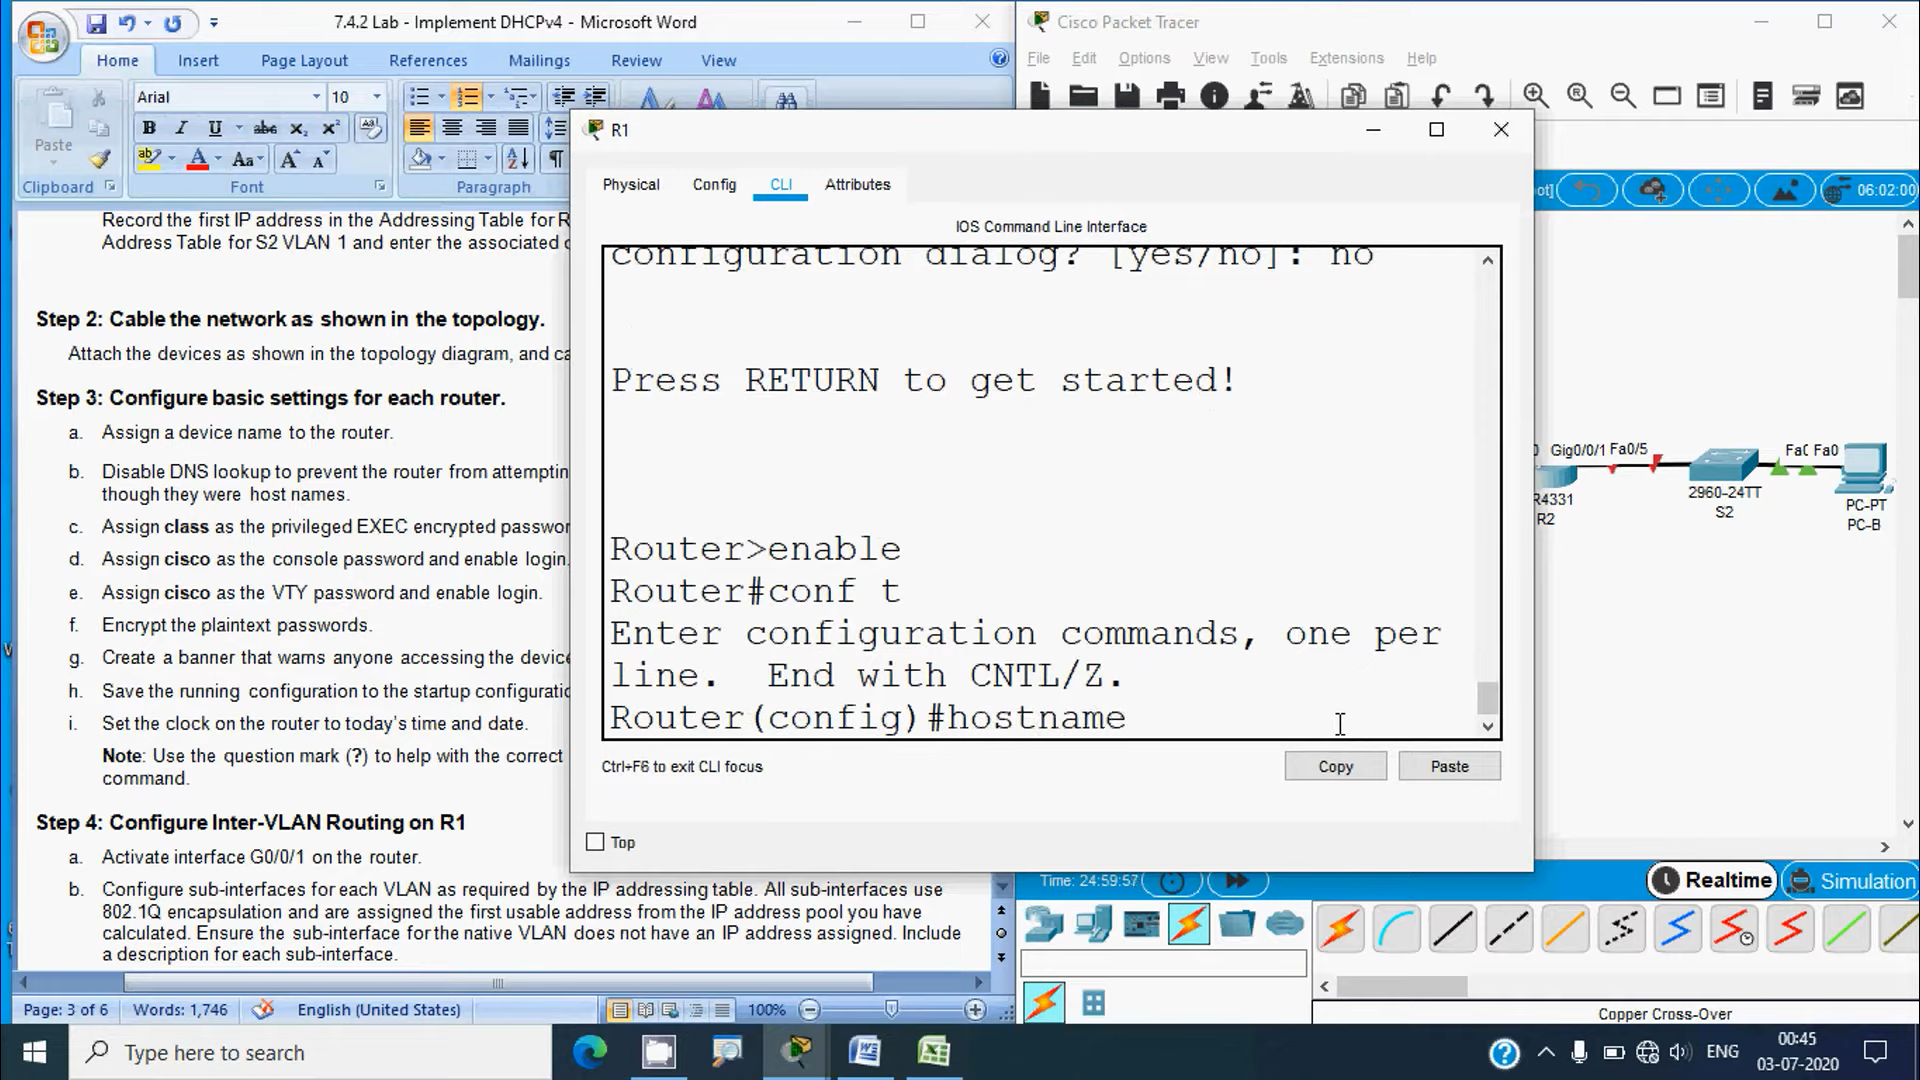 7.4.2 Lab - Implement DHCPv4 - Microsoft Word
Home
Insert
Page Layout
References
Mailings
Review
View
Paste
Clipboard
Arial
10
Font
Paragraph
Record the first IP address in the Addressing Table for R
Address Table for S2 VLAN 1 and enter the associated
Step 2: Cable the network as shown in the topology.
Attach the devices as shown in the topology diagram, and ca
Step 3: Configure basic settings for each router.
a. Assign a device name to the router.
b. Disable DNS lookup to prevent the router from attemptin
though they were host names.
c. Assign class as the privileged EXEC encrypted passwor
d. Assign cisco as the console password and enable login.
e. Assign cisco as the VTY password and enable login.
f. Encrypt the plaintext passwords.
g. Create a banner that warns anyone accessing the device
h. Save the running configuration to the startup configuratio
i. Set the clock on the router to today's time and date.
Note: Use the question mark (?) to help with the correct
command.
Step 4: Configure Inter-VLAN Routing on R1
a. Activate interface G0/0/1 on the router.
b. Configure sub-interfaces for each VLAN as required by the IP addressing table. All sub-interfaces use
802.1Q encapsulation and are assigned the first usable address from the IP address pool you have
calculated. Ensure the sub-interface for the native VLAN does not have an IP address assigned. Include
a description for each sub-interface.
Page: 3 of 6
Words: 1,746
English (United States)
100%
Cisco Packet Tracer
File
Edit
Options
View
Tools
Extensions
Help
06:02:00
R1
Physical
Config
CLI
Attributes
IOS Command Line Interface
configuration dialog? [yes/no]: no
Press RETURN to get started!
Router>enable
Router#conf t
Enter configuration commands, one per
line.  End with CNTL/Z.
Router(config)#hostname
Ctrl+F6 to exit CLI focus
Copy
Paste
Top
Gig0/0/1 Fa0/5
R4331
R2
2960-24TT
S2
Fa0
PC-PT
PC-B
Time: 24:59:57
Realtime
Simulation
Copper Cross-Over
Type here to search
ENG
00:45
03-07-2020